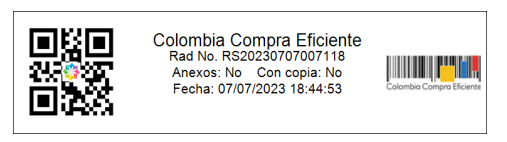 Colombia Compra Eficiente
Rad No. RS20230707007118
Anexos: No    Con copia: No
Fecha: 07/07/2023 18:44:53
Colombia Compra Eficiente